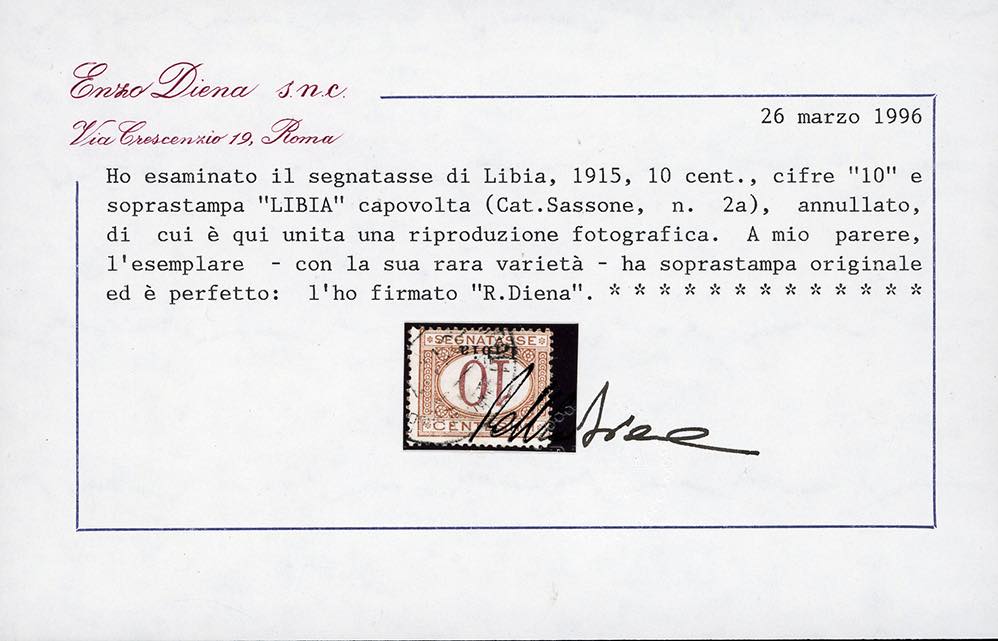 Enzo Diena s.n.c.
Via Crescenzio 19, Roma
26 marzo 1996
Ho esaminato il segnatasse di Libia, 1915, 10 cent., cifre "10" e
soprastampa "LIBIA" capovolta (Cat.Sassone, n. 2a), annullato,
di cui è qui unita una riproduzione fotografica. A mio parere,
l'esemplare - con la sua rara varietà - ha soprastampa originale
ed è perfetto: l'ho firmato "R.Diena". * * * * * * * * * * * * * *
SEGNATASSE
Libia
10
Diena